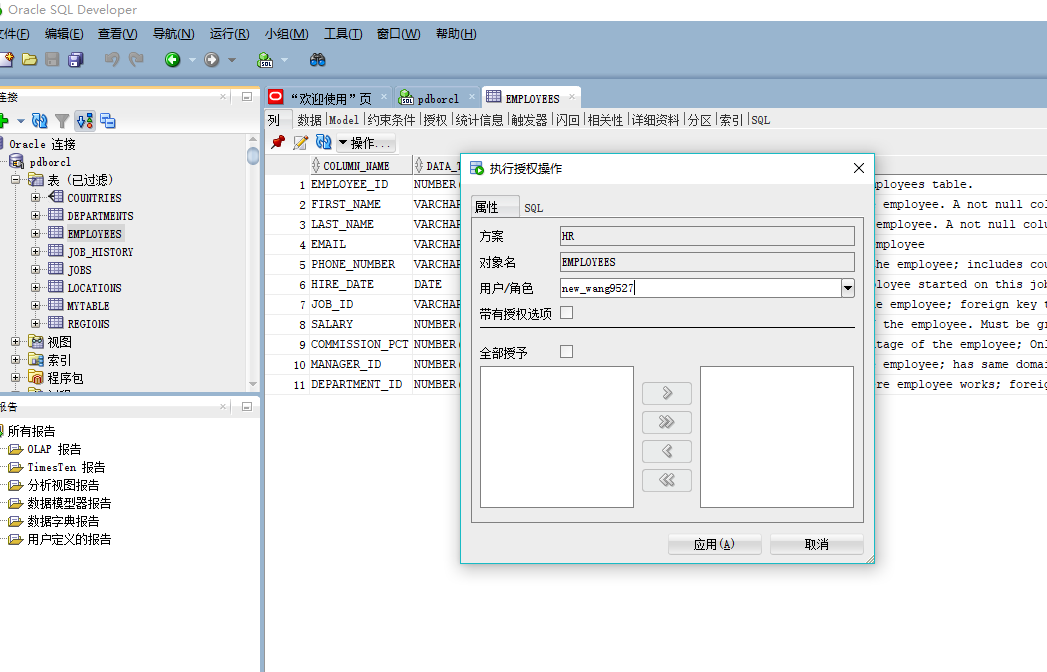 Oracle SQL Developer
文件(F) 编辑(E) 查看(V) 导航(N) 运行(R) 小组(M) 工具(T) 窗口(W) 帮助(H)
连接
Oracle 连接
pdborcl
表 (已过滤)
COUNTRIES
DEPARTMENTS
EMPLOYEES
JOB_HISTORY
JOBS
LOCATIONS
MYTABLE
REGIONS
视图
索引
程序包
报告
所有报告
OLAP 报告
TimesTen 报告
分析视图报告
数据模型器报告
数据字典报告
用户定义的报告
“欢迎使用”页 pdborcl EMPLOYEES
列 数据 Model 约束条件 授权 统计信息 触发器 闪回 相关性 详细资料 分区 索引 SQL
操作...
COLUMN_NAME DATA_T
1 EMPLOYEE_ID NUMBER( ployees table.
2 FIRST_NAME VARCHAR employee. A not null col
3 LAST_NAME VARCHAR employee. A not null colu
4 EMAIL VARCHAR mployee
5 PHONE_NUMBER VARCHAR he employee; includes cou
6 HIRE_DATE DATE loyee started on this job
7 JOB_ID VARCHAR e employee; foreign key t
8 SALARY NUMBER( the employee. Must be gr
9 COMMISSION_PCT NUMBER( tage of the employee; Onl
10 MANAGER_ID NUMBER( employee; has same domai
11 DEPARTMENT_ID NUMBER( re employee works; foreig
执行授权操作
属性 SQL
方案 HR
对象名 EMPLOYEES
用户/角色 new_wang9527
带有授权选项
全部授予
应用(A) 取消